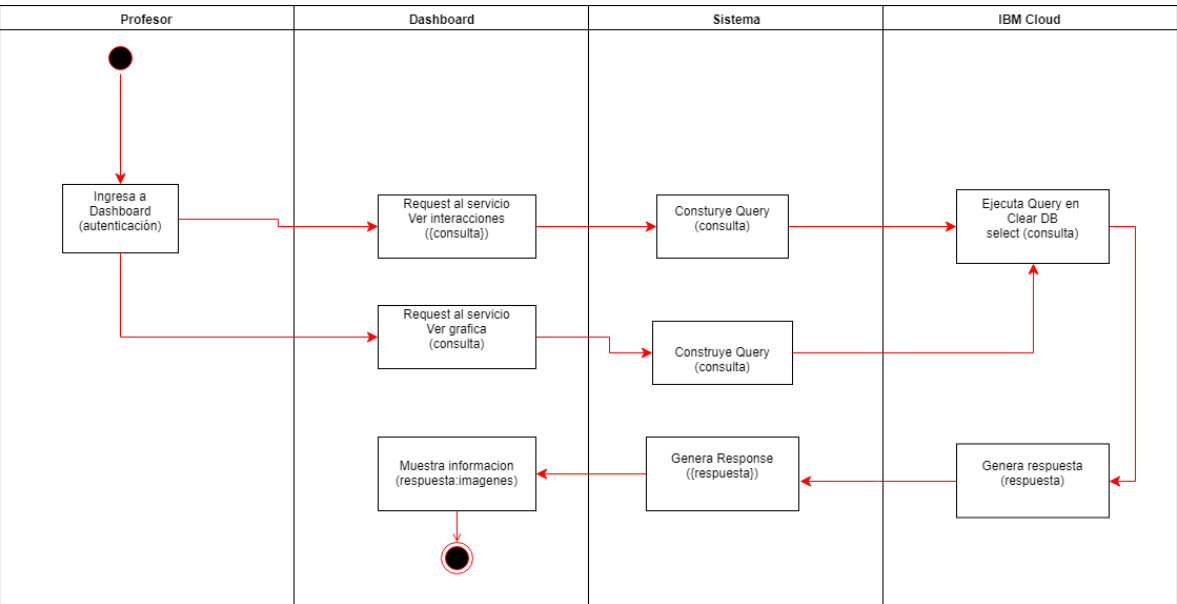 Profesor
Dashboard
Sistema
IBM Cloud
Ingresa a
Dashboard
(autenticación)
Request al servicio
Ver interacciones
({consulta})
Consturye Query
(consulta)
Ejecuta Query en
Clear DB
select (consulta)
Request al servicio
Ver grafica
(consulta)
Construye Query
(consulta)
Muestra informacion
(respuesta:imagenes)
Genera Response
({respuesta})
Genera respuesta
(respuesta)